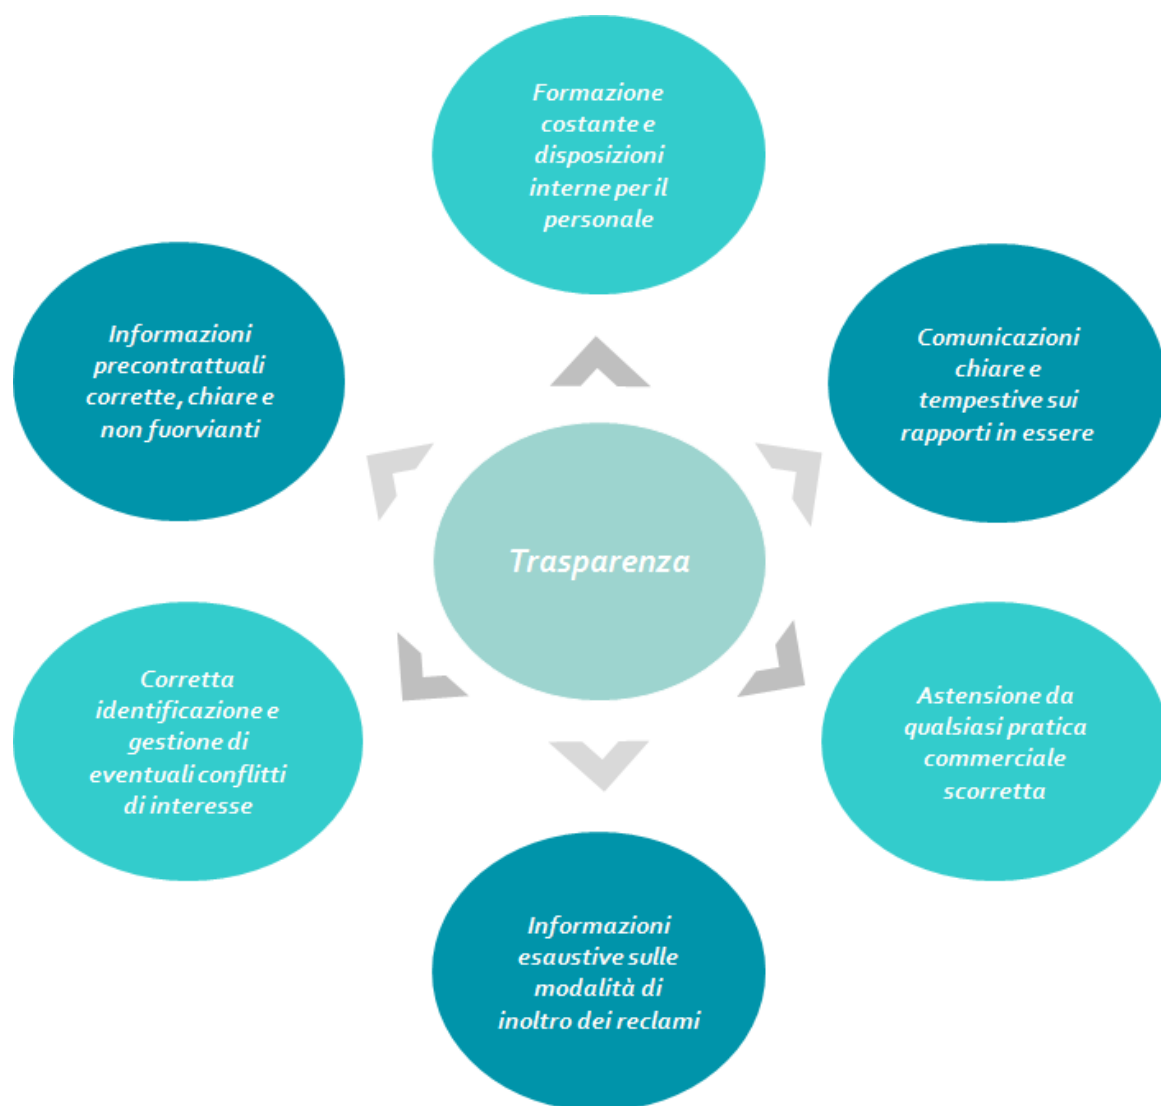 Formazione
costante e
disposizioni
interne per il
personale
Informazioni
precontrattuali
corrette, chiare e
non fuorvianti
Comunicazioni
chiare e
tempestive sui
rapporti in essere
Trasparenza
Corretta
identificazione e
gestione di
eventuali conflitti
di interesse
Astensione da
qualsiasi pratica
commerciale
scorretta
Informazioni
esaustive sulle
modalità di
inoltro dei reclami